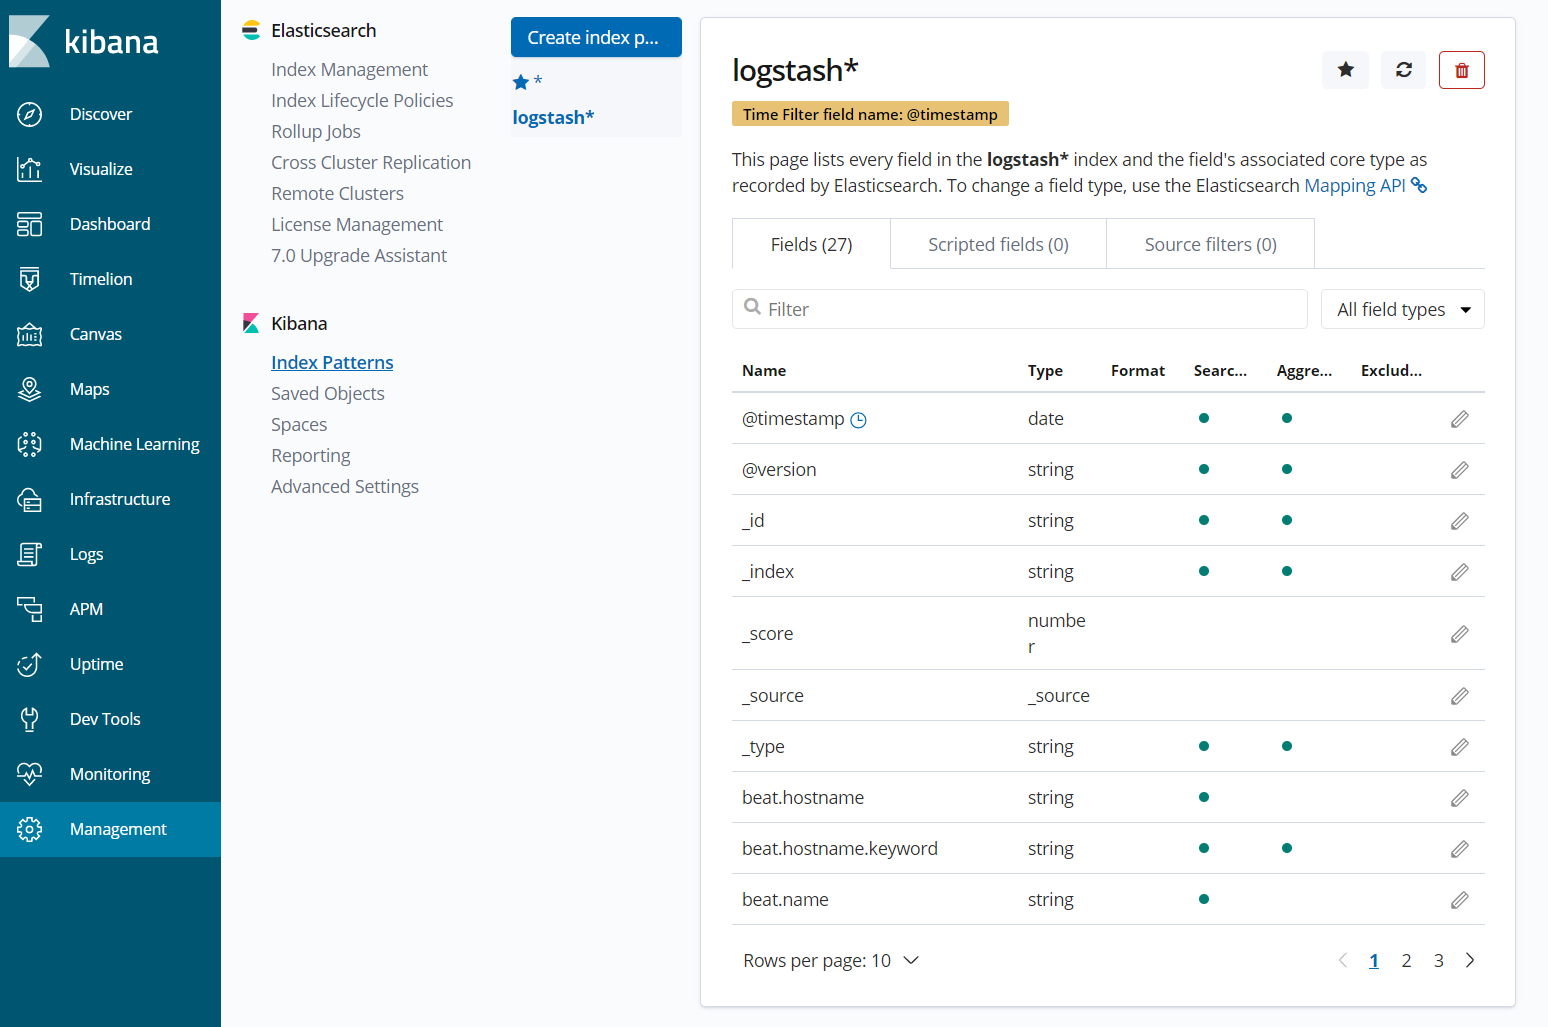 kibana
Discover
Visualize
Dashboard
Timelion
Canvas
Maps
Machine Learning
Infrastructure
Logs
APM
Uptime
Dev Tools
Monitoring
Management
Elasticsearch
Index Management
Index Lifecycle Policies
Rollup Jobs
Cross Cluster Replication
Remote Clusters
License Management
7.0 Upgrade Assistant
Kibana
Index Patterns
Saved Objects
Spaces
Reporting
Advanced Settings
Create index p...
*
logstash*
logstash*
Time Filter field name: @timestamp
This page lists every field in the logstash* index and the field's associated core type as
recorded by Elasticsearch. To change a field type, use the Elasticsearch Mapping API
Fields (27) Scripted fields (0) Source filters (0)
Filter All field types
Name Type Format Searc... Aggre... Exclud...
@timestamp date
@version string
_id string
_index string
_score numbe
r
_source _source
_type string
beat.hostname string
beat.hostname.keyword string
beat.name string
Rows per page: 10 1 2 3